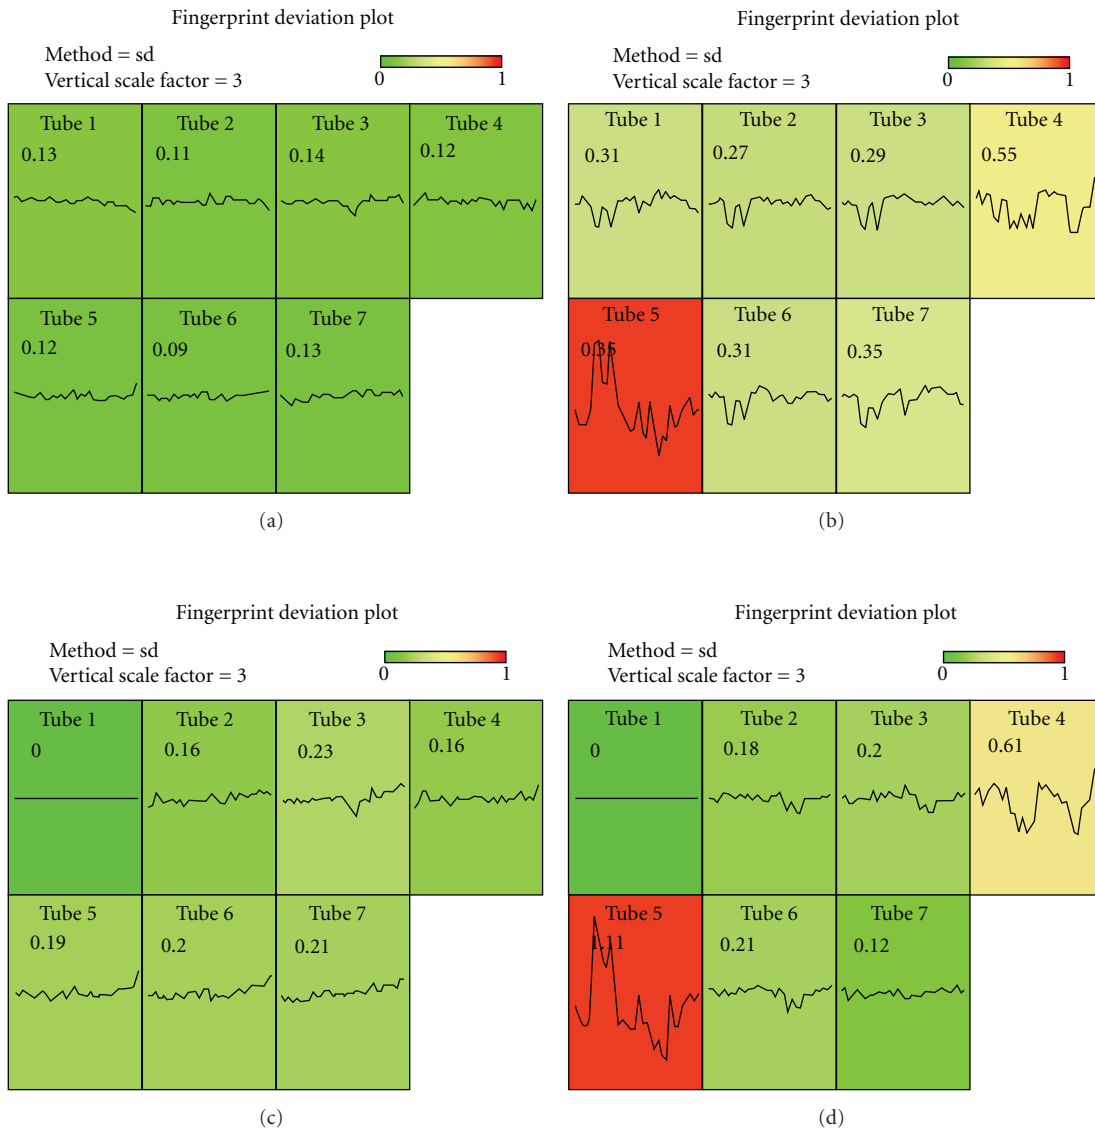 Fingerprint deviation plot
Method = sd
Vertical scale factor = 3
0 1
Tube 1 Tube 2 Tube 3 Tube 4
0.13 0.11 0.14 0.12
Tube 5 Tube 6 Tube 7
0.12 0.09 0.13
(a)
Fingerprint deviation plot
Method = sd
Vertical scale factor = 3
0 1
Tube 1 Tube 2 Tube 3 Tube 4
0.31 0.27 0.29 0.55
Tube 5 Tube 6 Tube 7
0.35 0.31 0.35
(b)
Fingerprint deviation plot
Method = sd
Vertical scale factor = 3
0 1
Tube 1 Tube 2 Tube 3 Tube 4
0 0.16 0.23 0.16
Tube 5 Tube 6 Tube 7
0.19 0.2 0.21
(c)
Fingerprint deviation plot
Method = sd
Vertical scale factor = 3
0 1
Tube 1 Tube 2 Tube 3 Tube 4
0 0.18 0.2 0.61
Tube 5 Tube 6 Tube 7
1.11 0.21 0.12
(d)